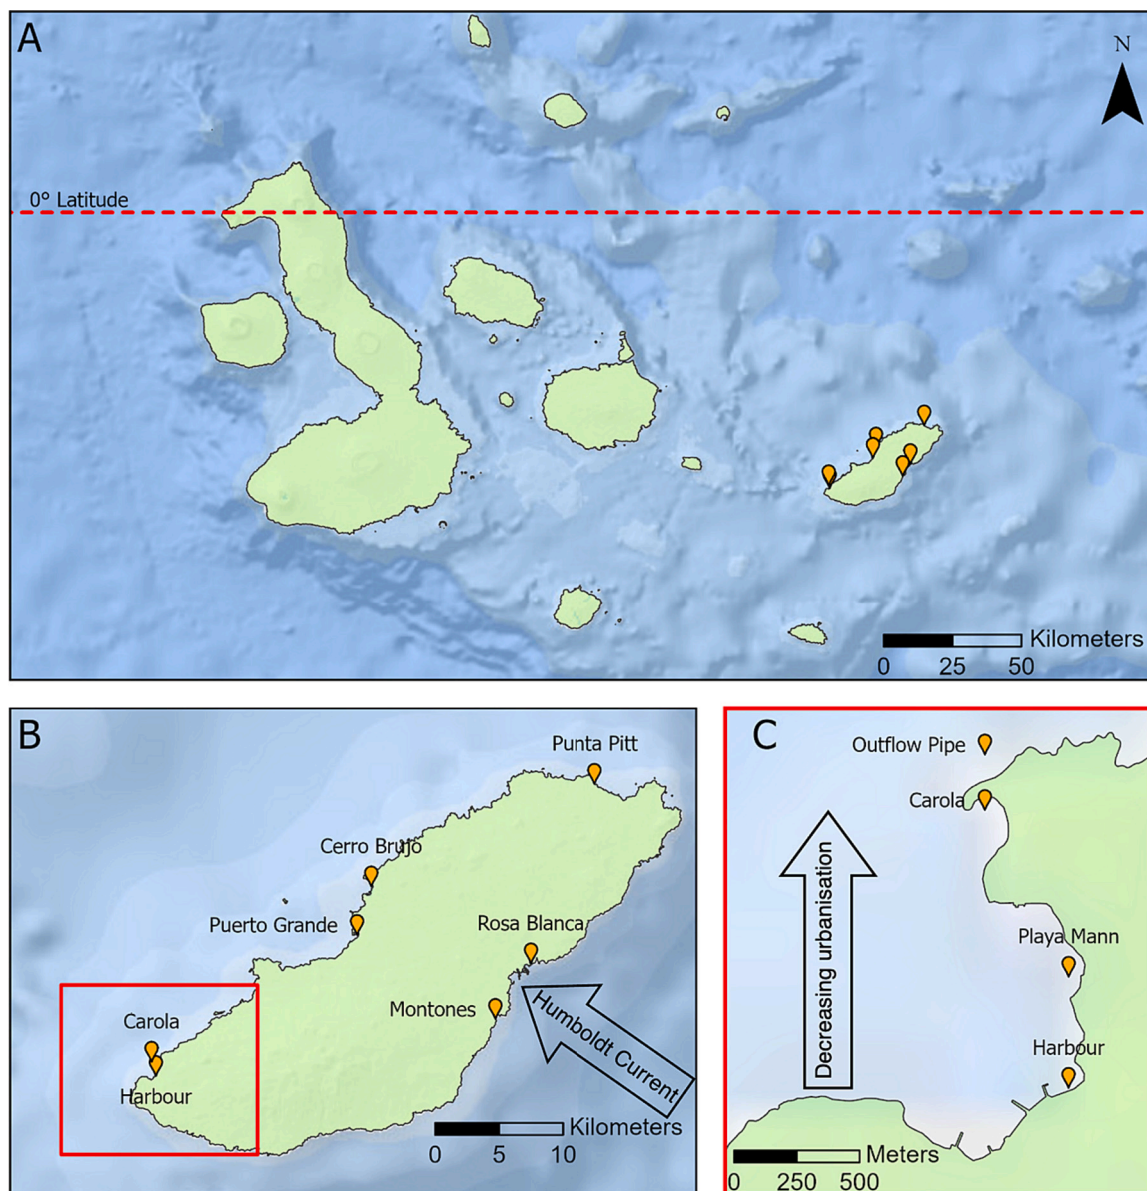 A
N
0° Latitude
Kilometers
0 25 50
B
Punta Pitt
Cerro Brujo
Puerto Grande
Rosa Blanca
Montones
Humboldt Current
Carola
Harbour
Kilometers
0 5 10
C
Outflow Pipe
Carola
Decreasing urbanisation
Playa Mann
Harbour
Meters
0 250 500